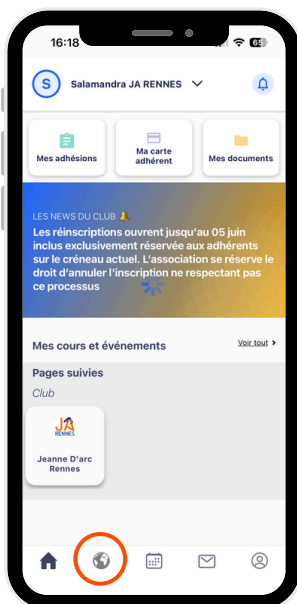 16:18
65
S
Salamandra JA RENNES
Mes adhésions
Ma carte
adhérent
Mes documents
LES NEWS DU CLUB 🔔
Les réinscriptions ouvrent jusqu'au 05 juin
inclus exclusivement réservée aux adhérents
sur le créneau actuel. L'association se réserve le
droit d'annuler l'inscription ne respectant pas
ce processus
Mes cours et événements
Voir tout >
Pages suivies
Club
JA
RENNES
Jeanne D'arc
Rennes